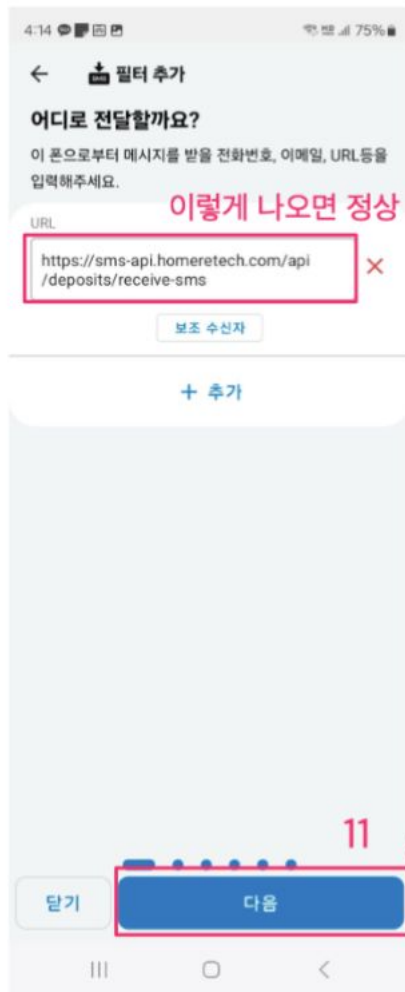 4:14
75%
필터 추가
어디로 전달할까요?
이 폰으로부터 메시지를 받을 전화번호, 이메일, URL등을
입력해주세요.
이렇게 나오면 정상
URL
https://sms-api.homeretech.com/api
/deposits/receive-sms
보조 수신자
+ 추가
11
닫기
다음